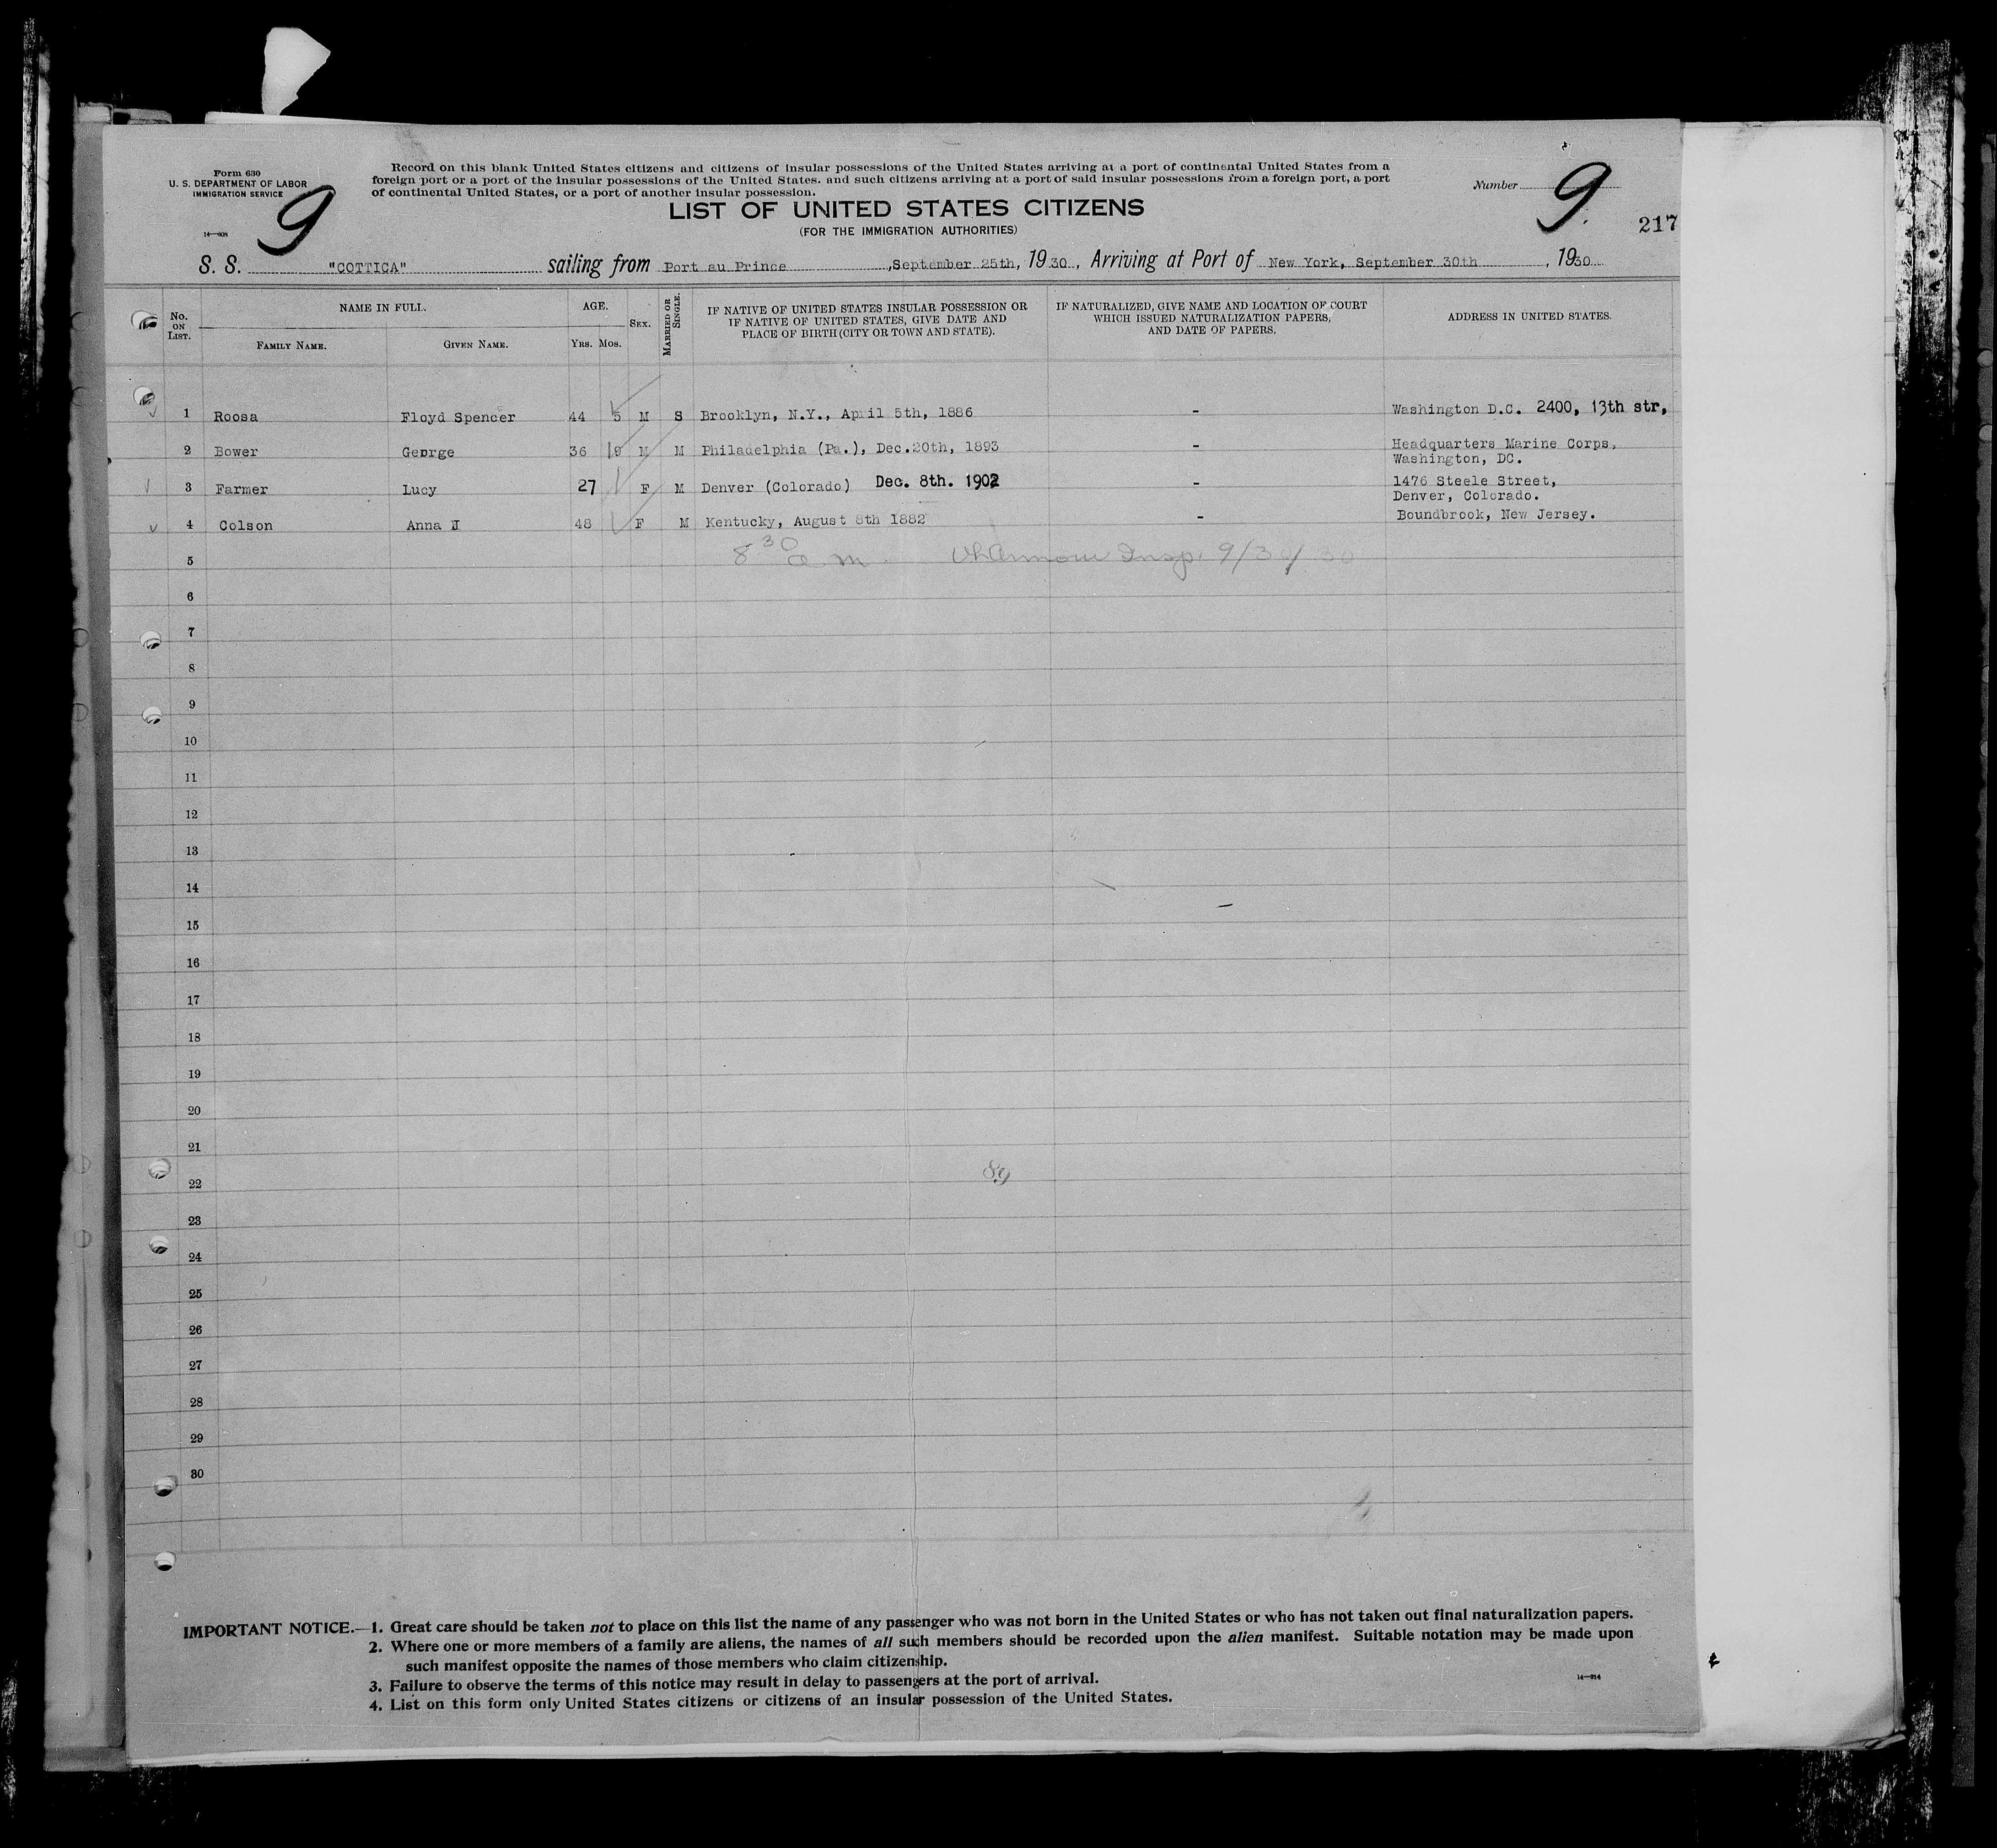 Form 630
U. S. DEPARTMENT OF LABOR
IMMIGRATION SERVICE
14—608
9
Record on this blank United States citizens and citizens of insular possessions of the United States arriving at a port of continental United States from a
foreign port or a port of the insular possessions of the United States. and such citizens arriving at a port of said insular possessions from a foreign port, a port
of continental United States, or a port of another insular possession.
LIST OF UNITED STATES CITIZENS
(FOR THE IMMIGRATION AUTHORITIES)
Number 9
217
S. S. "COTTICA" sailing from Port au Prince ,September 25th, 1930, Arriving at Port of New York, September 30th , 1930
No. ON LIST. NAME IN FULL. FAMILY NAME. GIVEN NAME. AGE. YRS. MOS. SEX. MARRIED OR SINGLE. IF NATIVE OF UNITED STATES INSULAR POSSESSION OR IF NATIVE OF UNITED STATES, GIVE DATE AND PLACE OF BIRTH (CITY OR TOWN AND STATE). IF NATURALIZED, GIVE NAME AND LOCATION OF COURT WHICH ISSUED NATURALIZATION PAPERS, AND DATE OF PAPERS. ADDRESS IN UNITED STATES.
1 Roosa Floyd Spencer 44 5 M S Brooklyn, N.Y., April 5th, 1886 - Washington D.C. 2400, 13th str,
2 Bower George 36 9 M M Philadelphia (Pa.), Dec.20th, 1893 - Headquarters Marine Corps,
Washington, DC.
3 Farmer Lucy 27 F M Denver (Colorado) Dec. 8th. 1902 - 1476 Steele Street,
Denver, Colorado.
4 Colson Anna J 48 F M Kentucky, August 8th 1882 - Boundbrook, New Jersey.
5 8 30 m Insp. 9/30/30
6
7
8
9
10
11
12
13
14
15
16
17
18
19
20
21
22
23
24
25
26
27
28
29
30
IMPORTANT NOTICE.—1. Great care should be taken not to place on this list the name of any passenger who was not born in the United States or who has not taken out final naturalization papers.
2. Where one or more members of a family are aliens, the names of all such members should be recorded upon the alien manifest. Suitable notation may be made upon
such manifest opposite the names of those members who claim citizenship.
3. Failure to observe the terms of this notice may result in delay to passengers at the port of arrival.
4. List on this form only United States citizens or citizens of an insular possession of the United States.
14—914